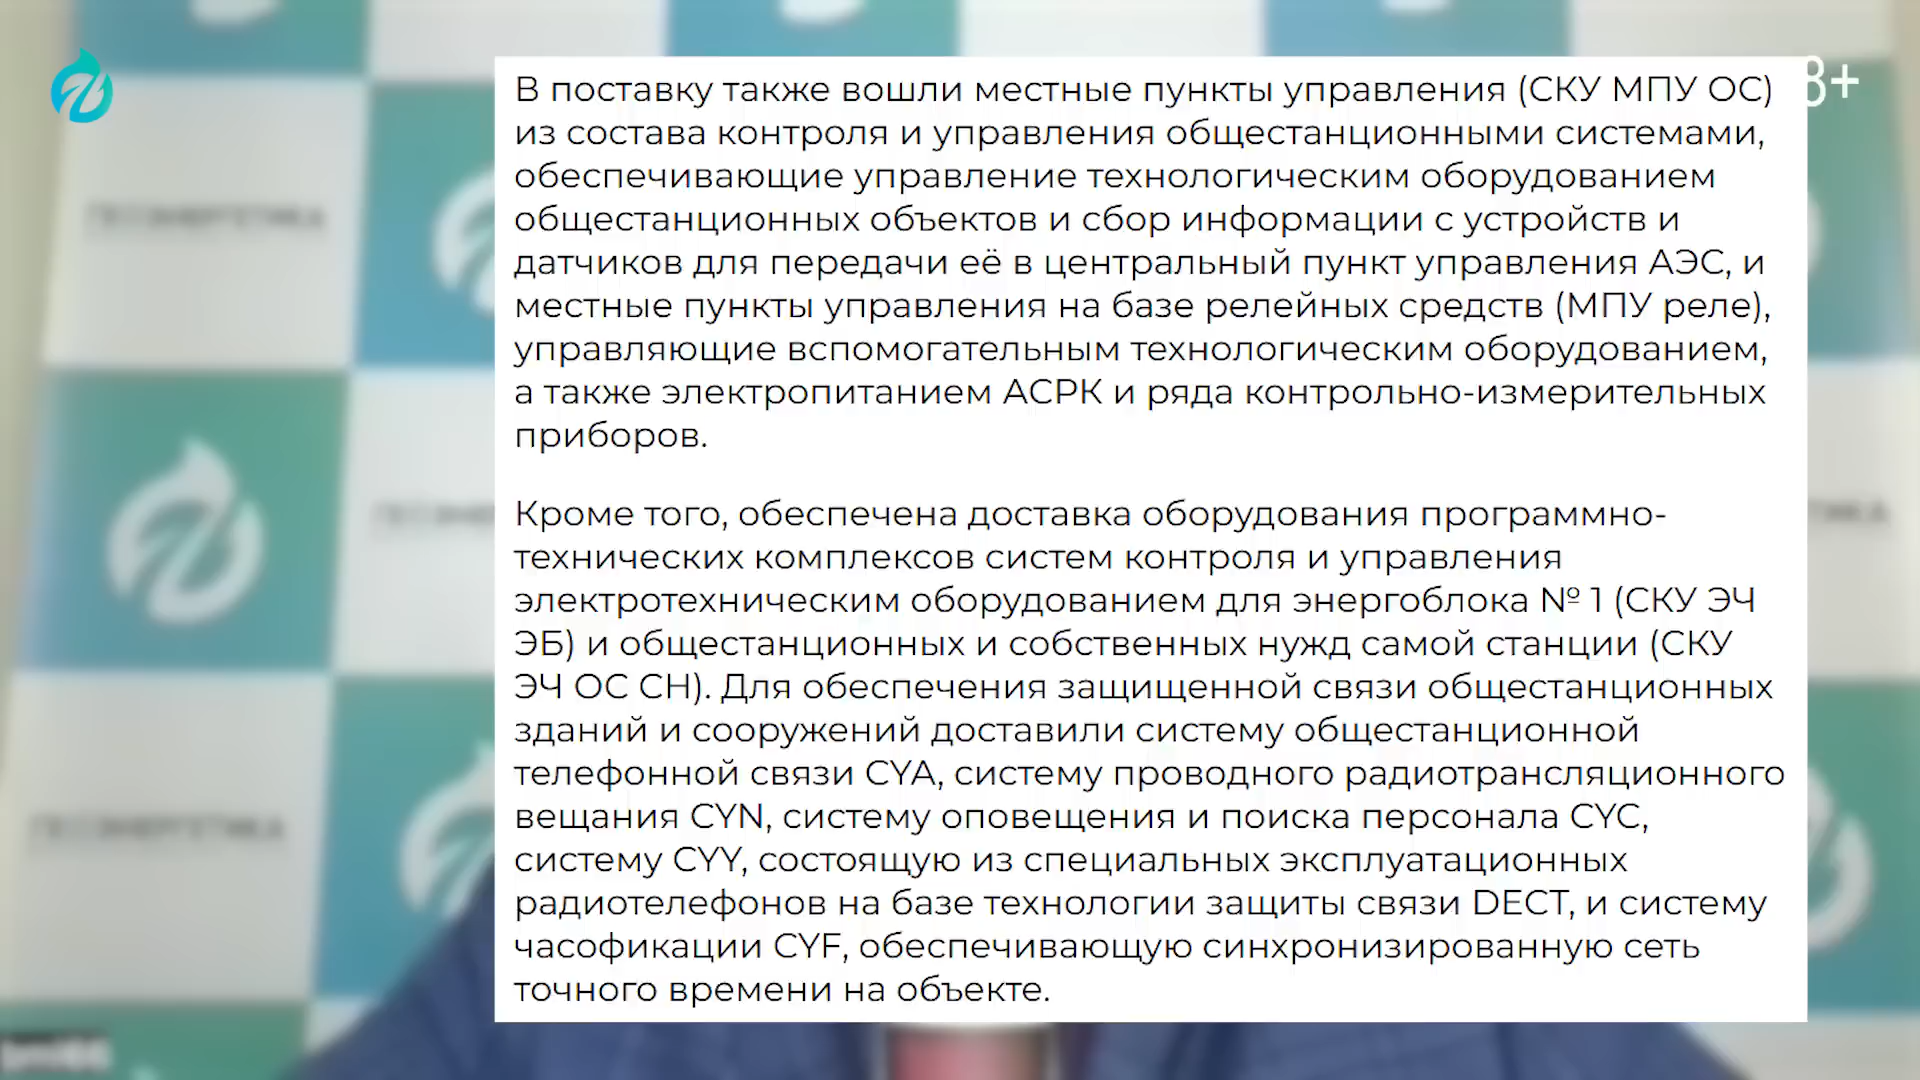 В поставку также вошли местные пункты управления (СКУ МПУ ОС)
из состава контроля и управления общестанционными системами,
обеспечивающие управление технологическим оборудованием
общестанционных объектов и сбор информации с устройств и
датчиков для передачи её в центральный пункт управления АЭС, и
местные пункты управления на базе релейных средств (МПУ реле),
управляющие вспомогательным технологическим оборудованием,
а также электропитанием АСРК и ряда контрольно-измерительных
приборов.
Кроме того, обеспечена доставка оборудования программно-
технических комплексов систем контроля и управления
электротехническим оборудованием для энергоблока № 1 (СКУ ЭЧ
ЭБ) и общестанционных и собственных нужд самой станции (СКУ
ЭЧ ОС СН). Для обеспечения защищенной связи общестанционных
зданий и сооружений доставили систему общестанционной
телефонной связи CYA, систему проводного радиотрансляционного
вещания CYN, систему оповещения и поиска персонала CYC,
систему CYY, состоящую из специальных эксплуатационных
радиотелефонов на базе технологии защиты связи DECT, и систему
часофикации CYF, обеспечивающую синхронизированную сеть
точного времени на объекте.
8+
ГЕОЭНЕРГЕТИКА
ГЕОЭНЕРГЕТИКА